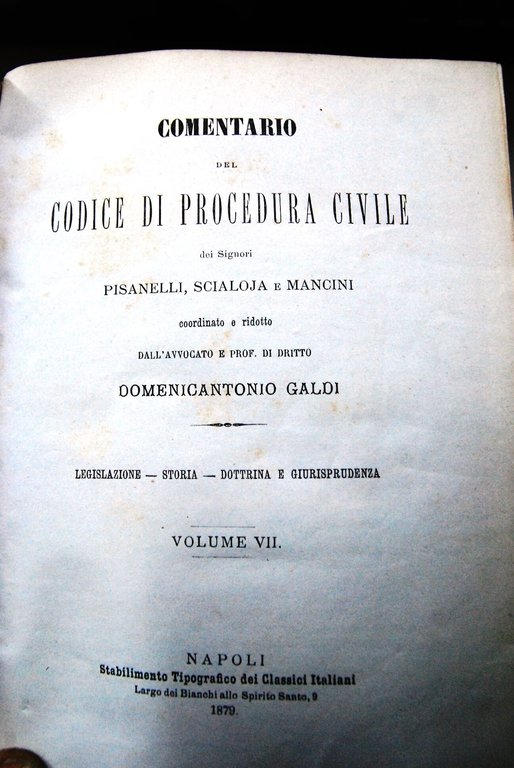 COMENTARIO
DEL
CODICE DI PROCEDURA CIVILE
dei Signori
PISANELLI, SCIALOJA E MANCINI
coordinato e ridotto
DALL'AVVOCATO E PROF. DI DRITTO
DOMENICANTONIO GALDI
LEGISLAZIONE — STORIA — DOTTRINA E GIURISPRUDENZA
VOLUME VII.
NAPOLI
Stabilimento Tipografico dei Classici Italiani
Largo dei Bianchi allo Spirito Santo, 9
1879.